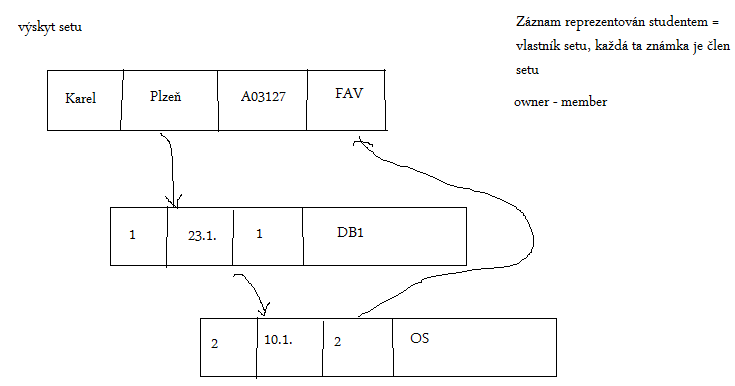 výskyt setu
Záznam reprezentován studentem =
vlastník setu, každá ta známka je člen
setu
owner - member
Karel Plzeň A03127 FAV
1 23.1. 1 DB1
2 10.1. 2 OS